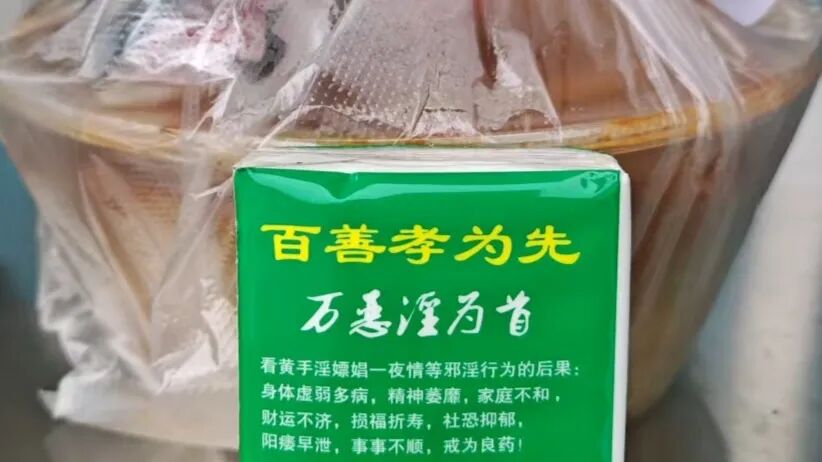 百善孝为先
万恶淫为首
看黄手淫嫖娼一夜情等邪淫行为的后果：
身体虚弱多病，精神萎靡，家庭不和，
财运不济，损福折寿，社恐抑郁，
阳痿早泄，事事不顺，戒为良药！